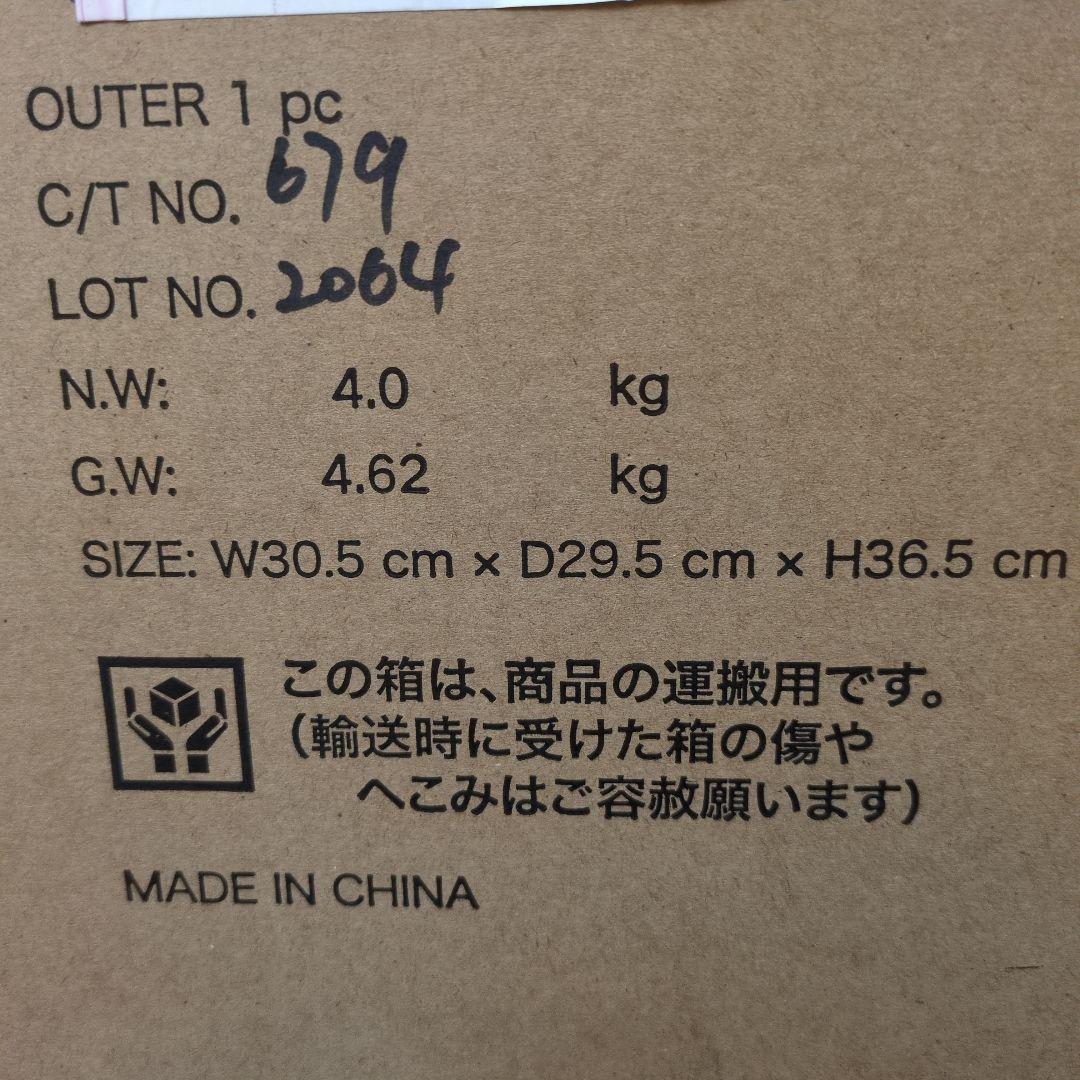 OUTER 1 pc
C/T NO. 679
LOT NO. 2064
N.W: 4.0 kg
G.W: 4.62 kg
SIZE: W30.5 cm × D29.5 cm × H36.5 cm
この箱は、商品の運搬用です。
（輸送時に受けた箱の傷や
へこみはご容赦願います）
MADE IN CHINA